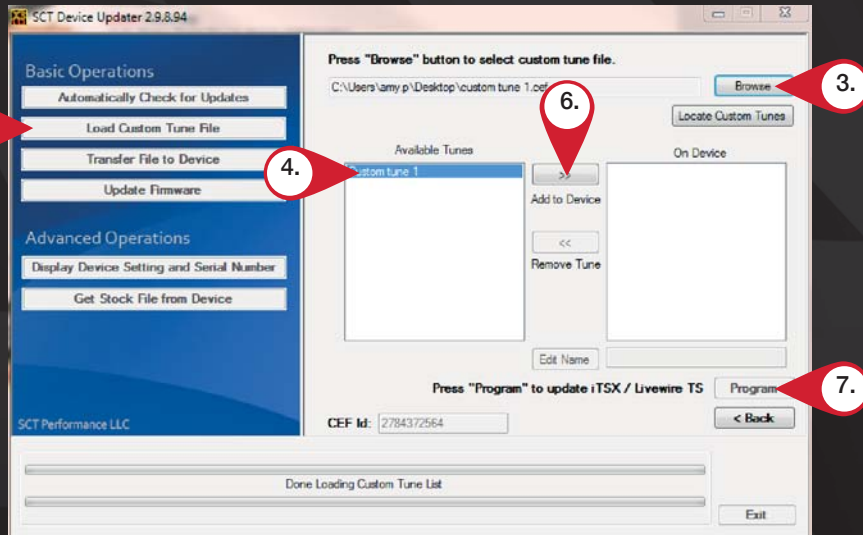 SCT Device Updater 2.9.8.94
Basic Operations
Automatically Check for Updates
Load Custom Tune File
Transfer File to Device
Update Firmware
Advanced Operations
Display Device Setting and Serial Number
Get Stock File from Device
SCT Performance LLC
Press "Browse" button to select custom tune file.
C:\Users\amy.p\Desktop\custom tune 1.cef
Browse
3.
Locate Custom Tunes
6.
Available Tunes
On Device
4.
Custom tune 1
>>
Add to Device
<<
Remove Tune
Edit Name
Press "Program" to update iTSX / Livewire TS
Program
7.
CEF Id: 2784372564
< Back
Done Loading Custom Tune List
Exit